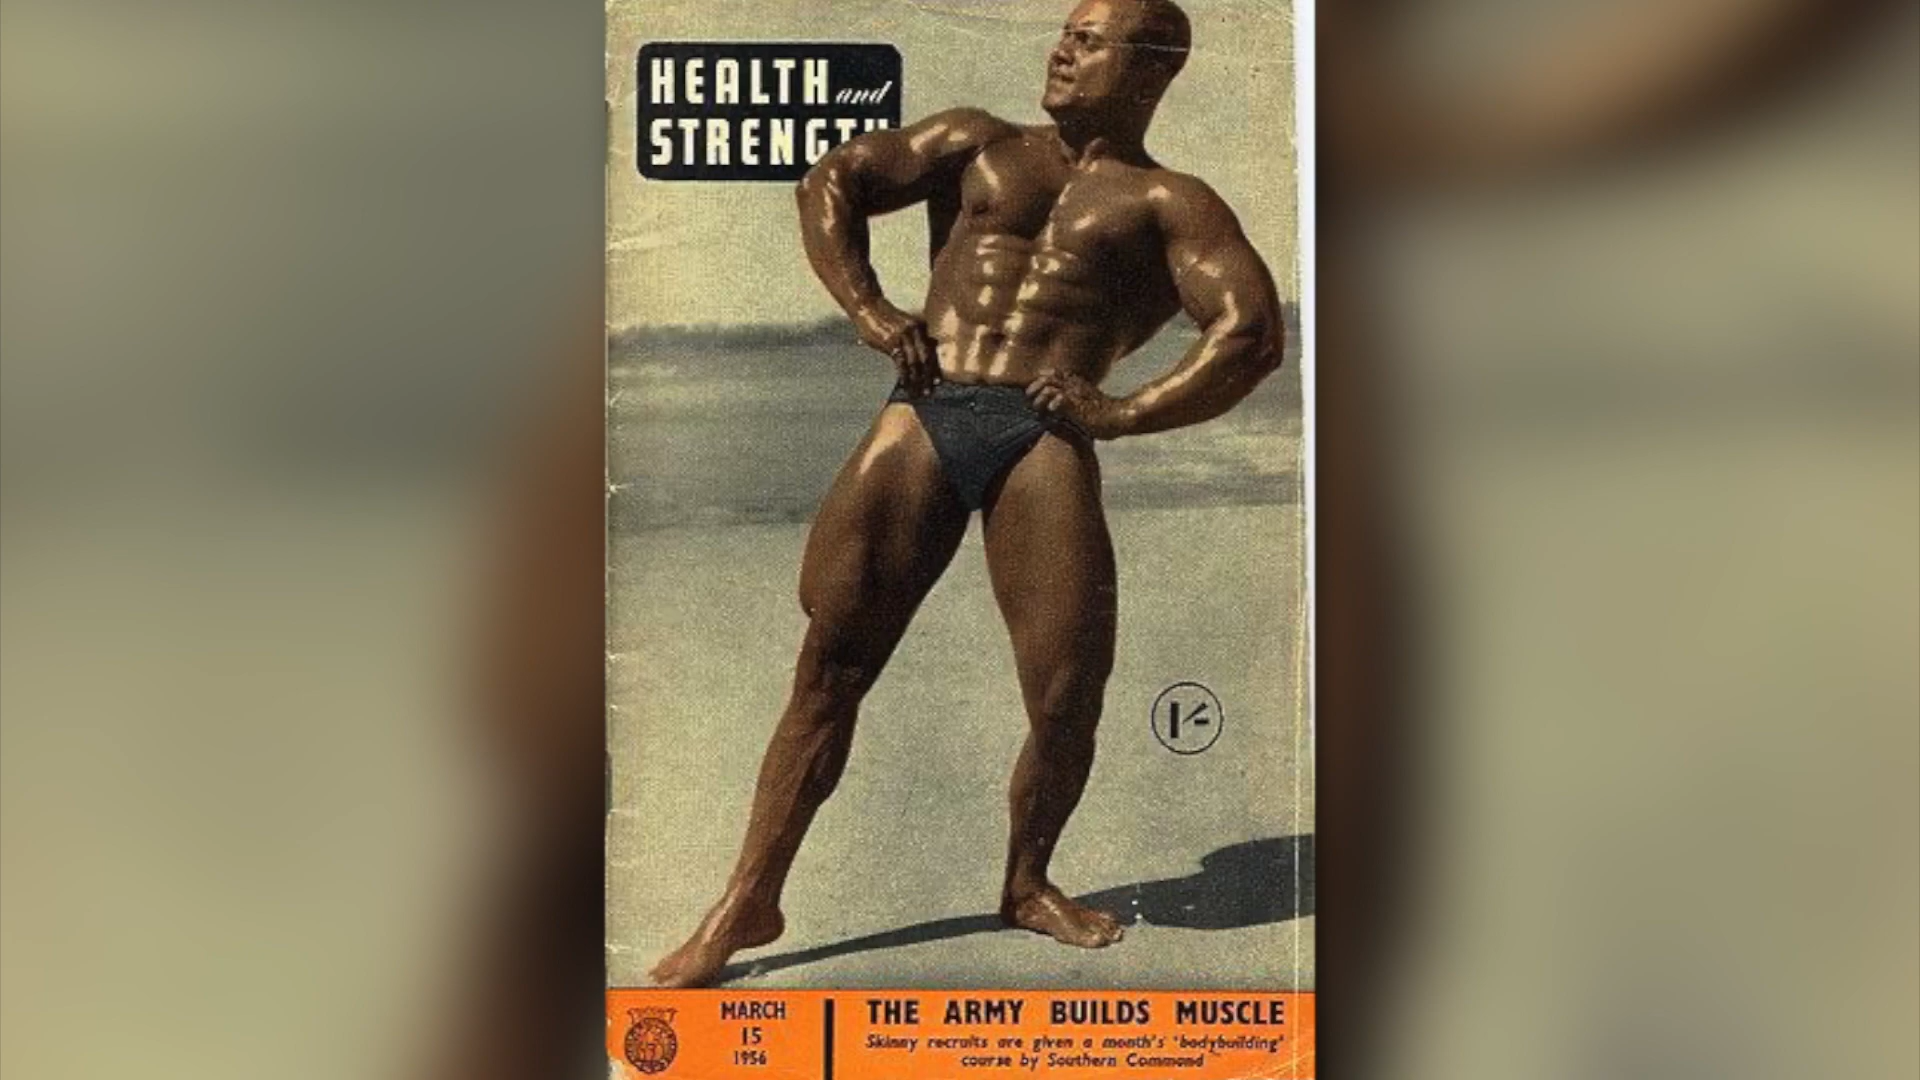 HEALTH and
STRENGTH
1/-
MARCH
15
1956
THE ARMY BUILDS MUSCLE
Skinny recruits are given a month's 'bodybuilding'
course by Southern Command